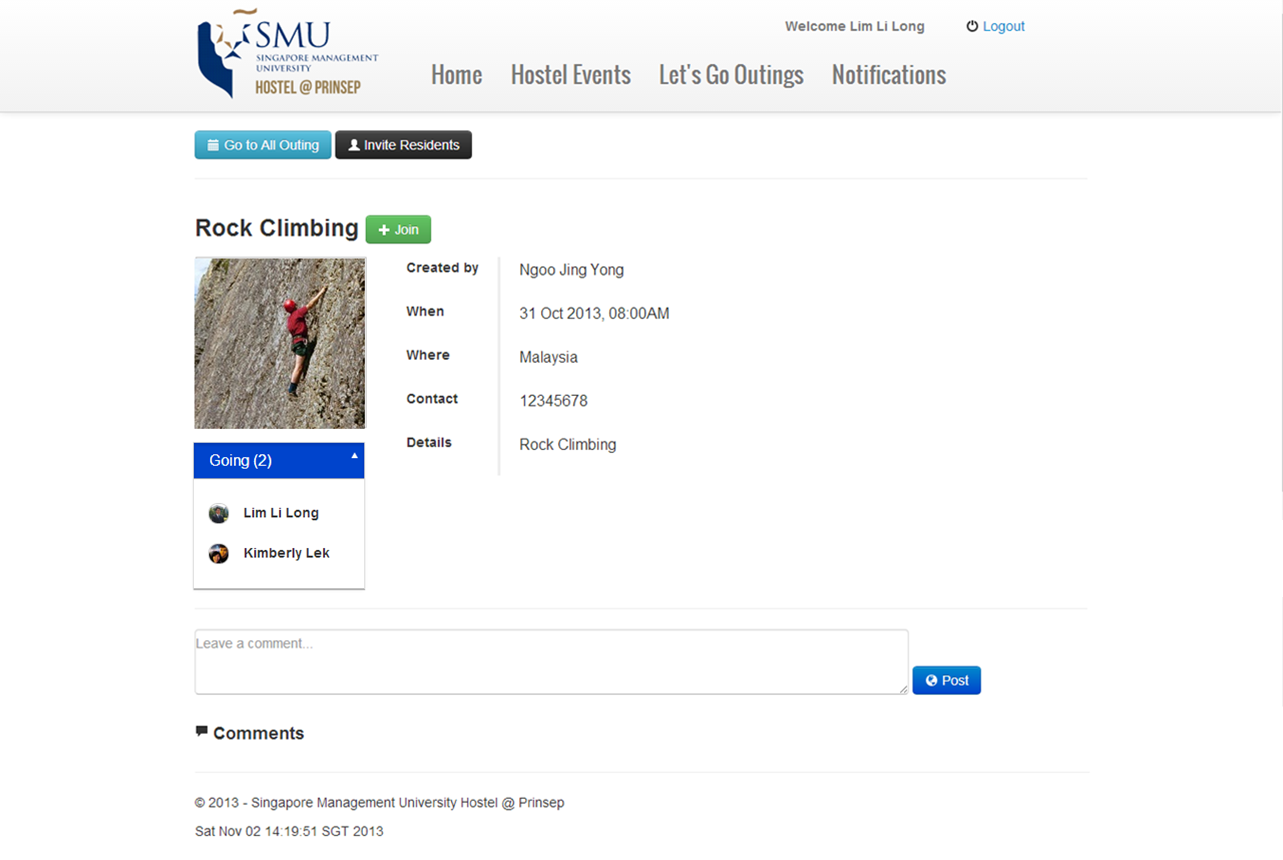 SMU
SINGAPORE MANAGEMENT
UNIVERSITY
HOSTEL @ PRINSEP
Welcome Lim Li Long
Logout
Home
Hostel Events
Let's Go Outings
Notifications
Go to All Outing
Invite Residents
Rock Climbing
Join
Created by
Ngoo Jing Yong
When
31 Oct 2013, 08:00AM
Where
Malaysia
Contact
12345678
Details
Rock Climbing
Going (2)
Lim Li Long
Kimberly Lek
Leave a comment...
Post
Comments
© 2013 - Singapore Management University Hostel @ Prinsep
Sat Nov 02 14:19:51 SGT 2013